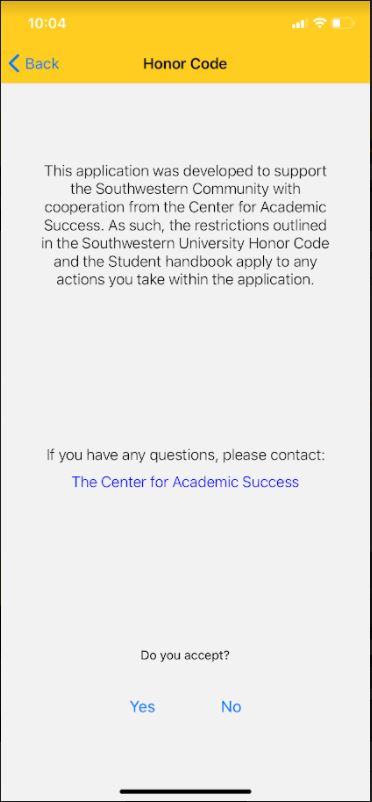 10:04
Back
Honor Code
This application was developed to support
the Southwestern Community with
cooperation from the Center for Academic
Success. As such, the restrictions outlined
in the Southwestern University Honor Code
and the Student handbook apply to any
actions you take within the application.
If you have any questions, please contact:
The Center for Academic Success
Do you accept?
Yes No